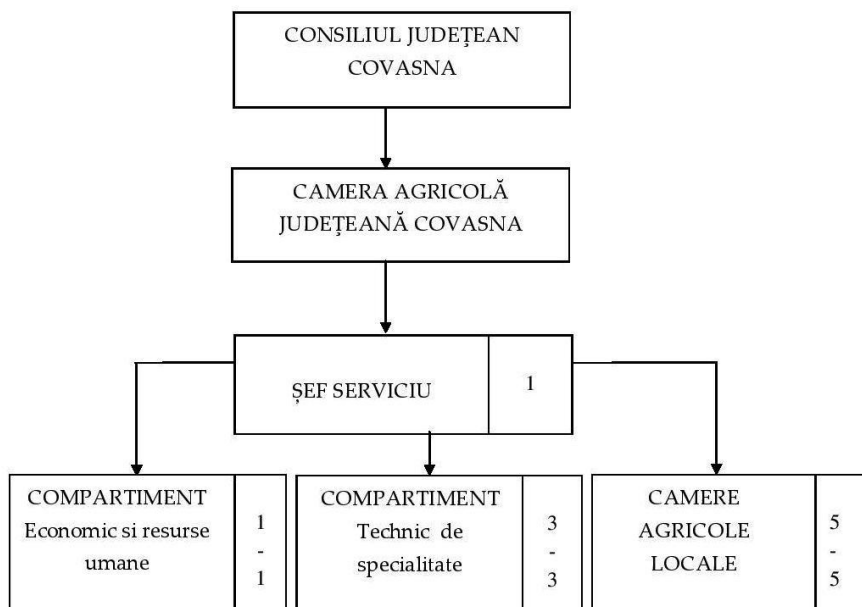 CONSILIUL JUDEȚEAN
COVASNA
CAMERA AGRICOLĂ
JUDEȚEANĂ COVASNA
ȘEF SERVICIU
1
COMPARTIMENT
Economic si resurse
umane
1
-
1
COMPARTIMENT
Technic de
specialitate
3
-
3
CAMERE
AGRICOLE
LOCALE
5
-
5